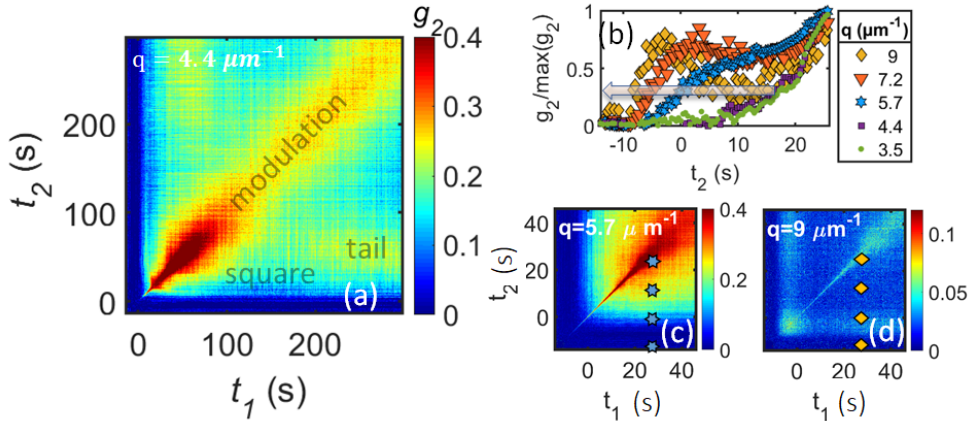 g2
q = 4.4 μm⁻¹
0.4
0.3
0.2
0.1
0
200
100
0
t2 (s)
modulation
tail
square
(a)
0 100 200
t1 (s)
(b)
1
0.5
0
g2/max(g2)
-10 0 10 20
t2 (s)
q (μm⁻¹)
9
7.2
5.7
4.4
3.5
q=5.7 μ m⁻¹
0.4
0.2
0
40
20
0
t2 (s)
(c)
0 20 40
t1 (s)
q=9 μm⁻¹
0.1
0.05
0
(d)
0 20 40
t1 (s)